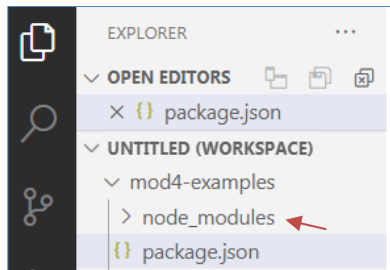 EXPLORER ...
OPEN EDITORS
{} package.json
UNTITLED (WORKSPACE)
mod4-examples
node_modules
{} package.json